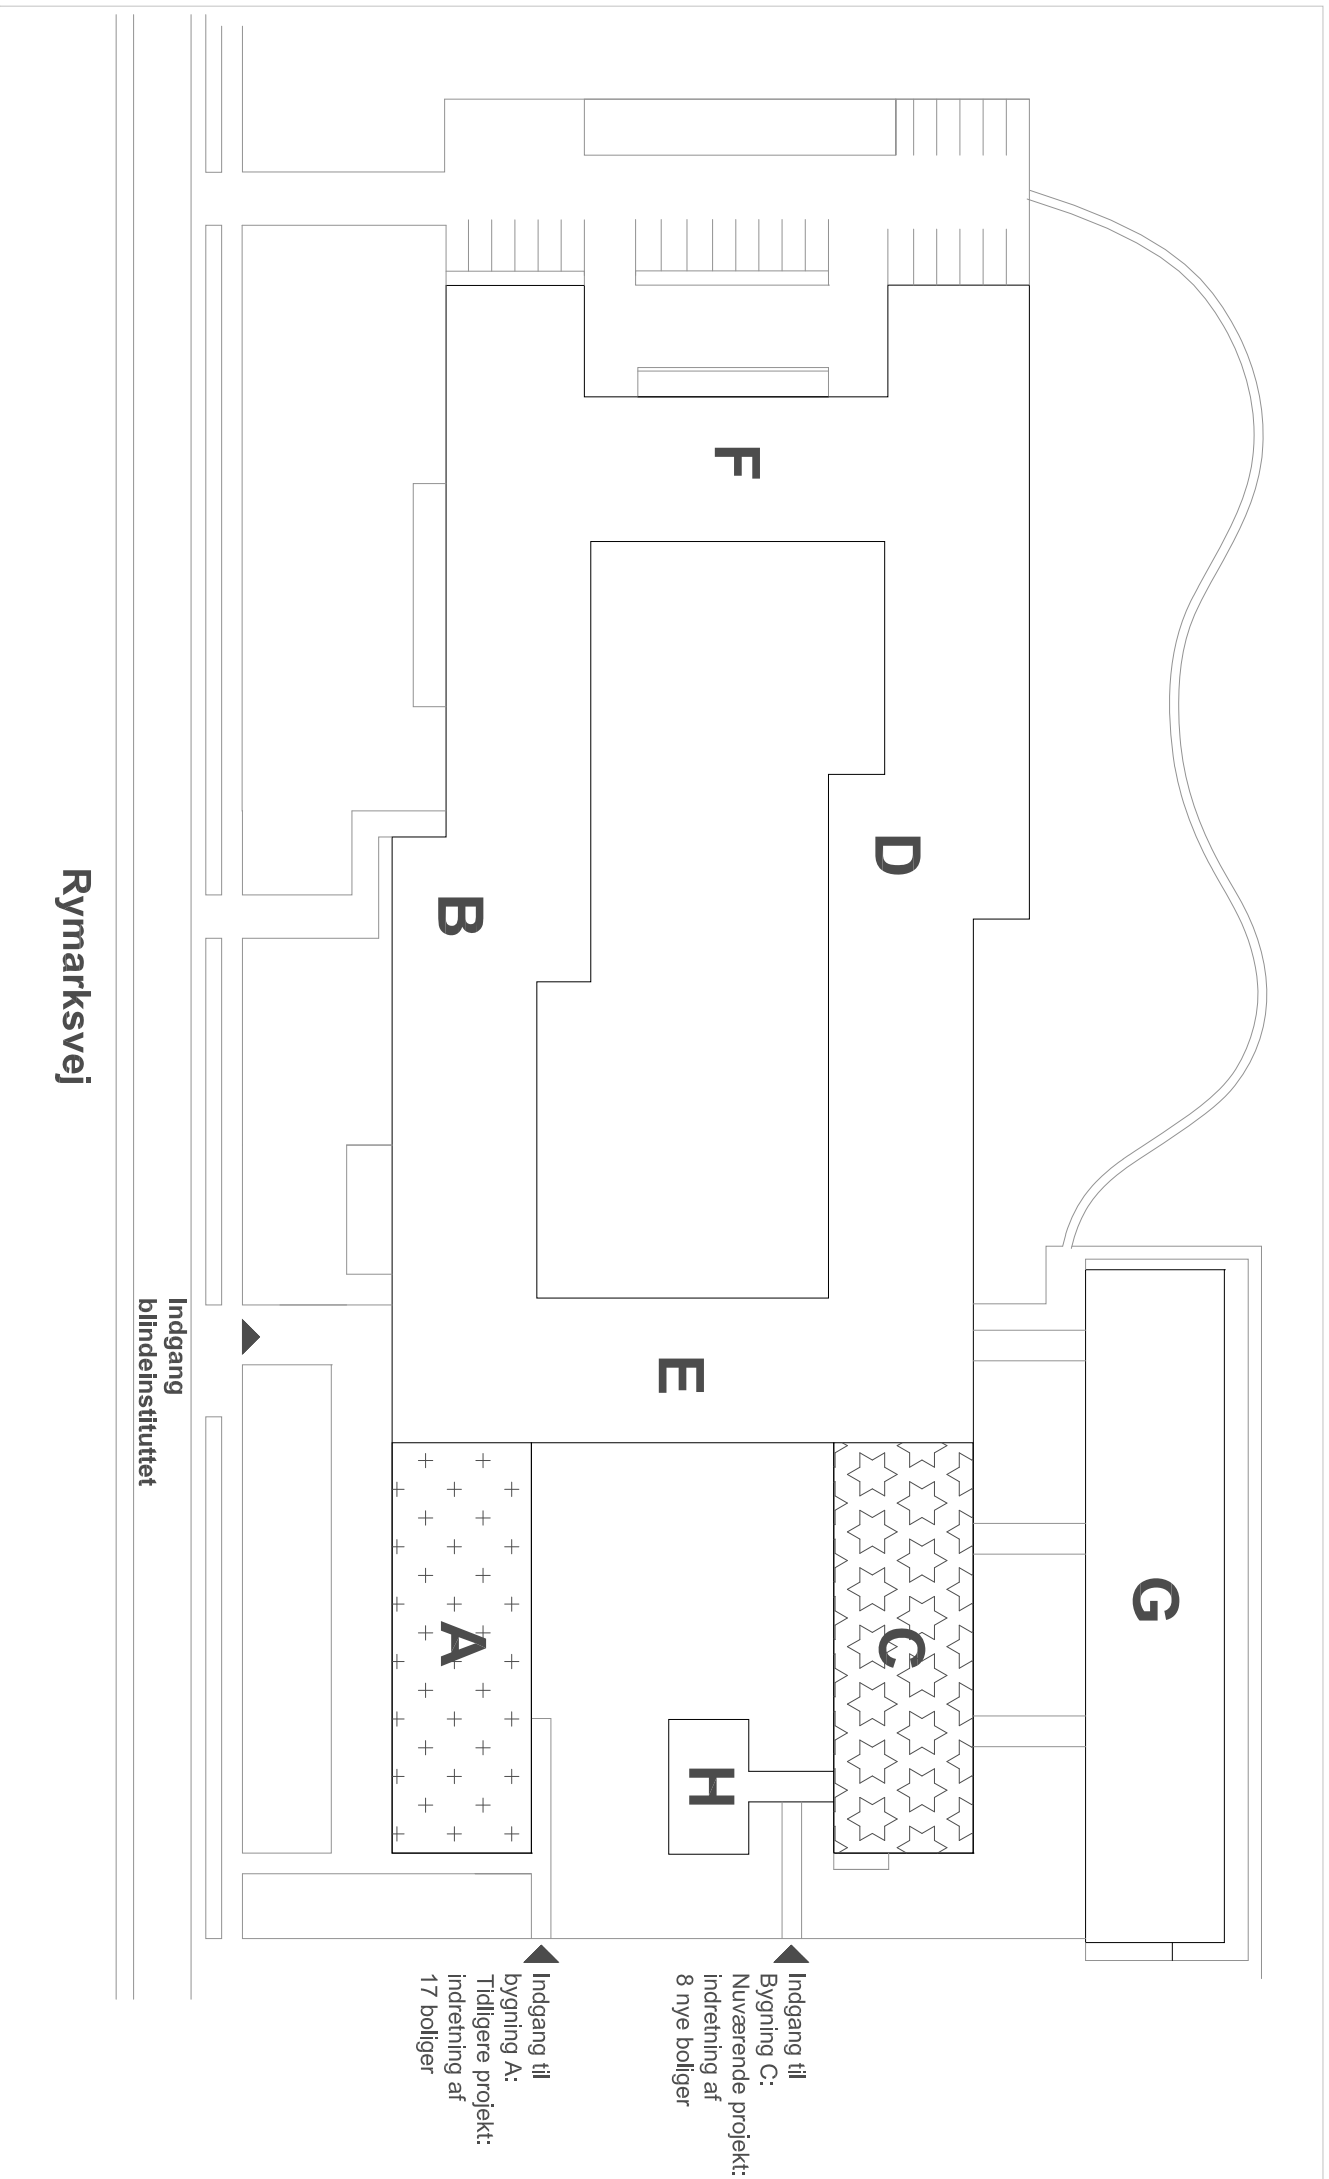 G
D
C
F
E
H
B
A
Indgang til
Bygning C:
Nuværende projekt:
indretning af
8 nye boliger
Indgang til
bygning A:
Tidligere projekt:
indretning af
17 boliger
Indgang
blindeinstituttet
Rymarksvej